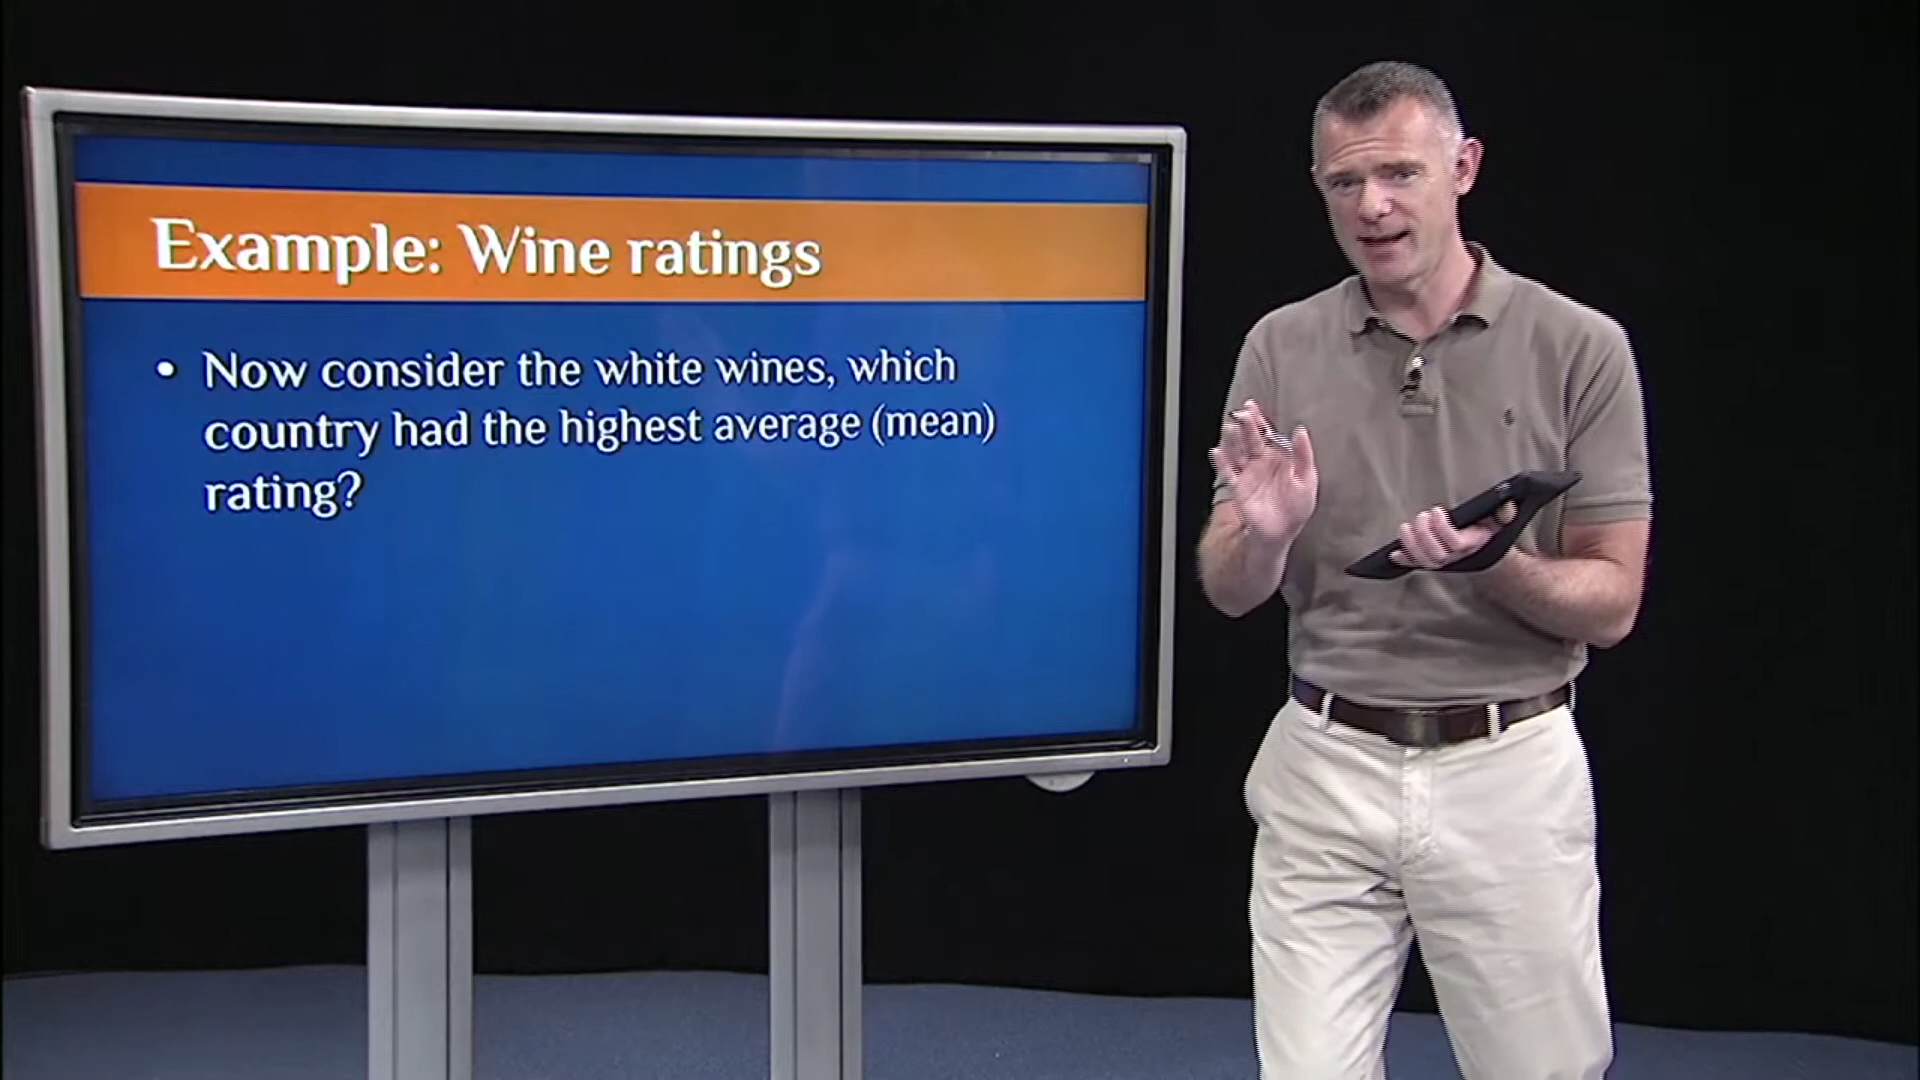 Example: Wine ratings
• Now consider the white wines, which
country had the highest average (mean)
rating?